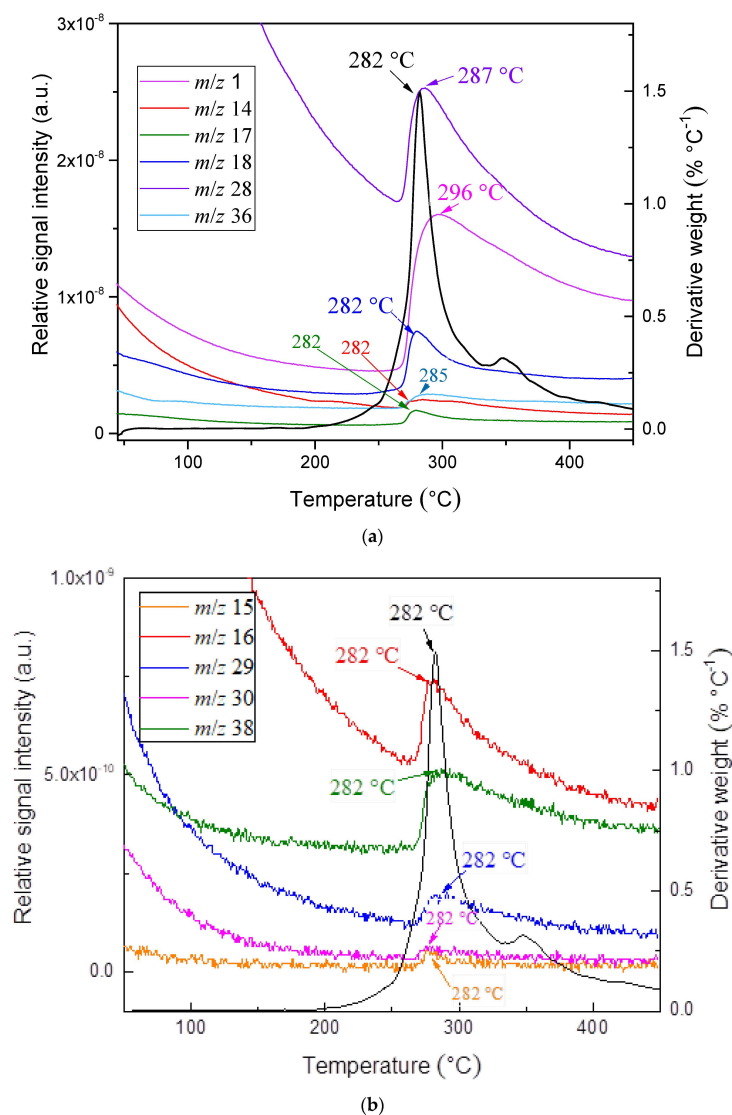 3x10⁻⁸
2x10⁻⁸
1x10⁻⁸
0
Relative signal intensity (a.u.)
m/z 1
m/z 14
m/z 17
m/z 18
m/z 28
m/z 36
282 °C
287 °C
296 °C
282 °C
282
282
285
1.5
1.0
0.5
0.0
Derivative weight (% °C⁻¹)
100
200
300
400
Temperature (°C)
(a)
1.0x10⁻⁹
5.0x10⁻¹⁰
0.0
Relative signal intensity (a.u.)
m/z 15
m/z 16
m/z 29
m/z 30
m/z 38
282 °C
282 °C
282 °C
282 °C
282 °C
282 °C
1.5
1.0
0.5
0.0
Derivative weight (% °C⁻¹)
100
200
300
400
Temperature (°C)
(b)